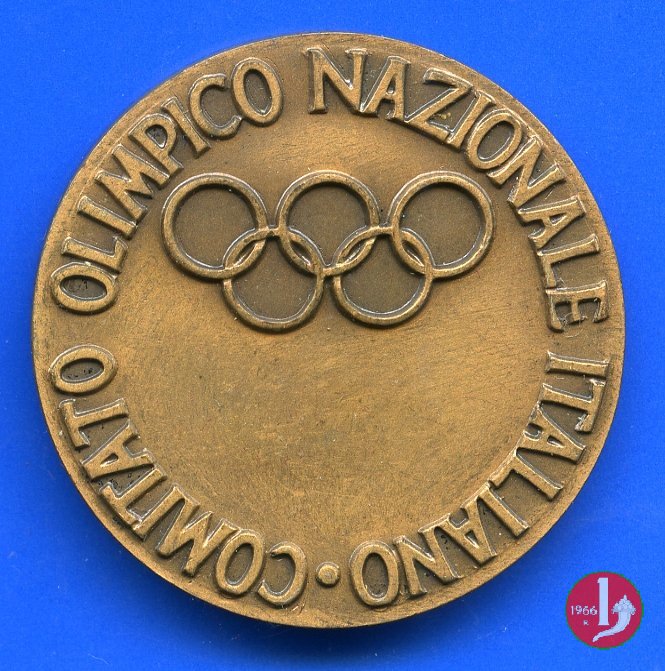 COMITATO OLIMPICO NAZIONALE ITALIANO •
1966
R